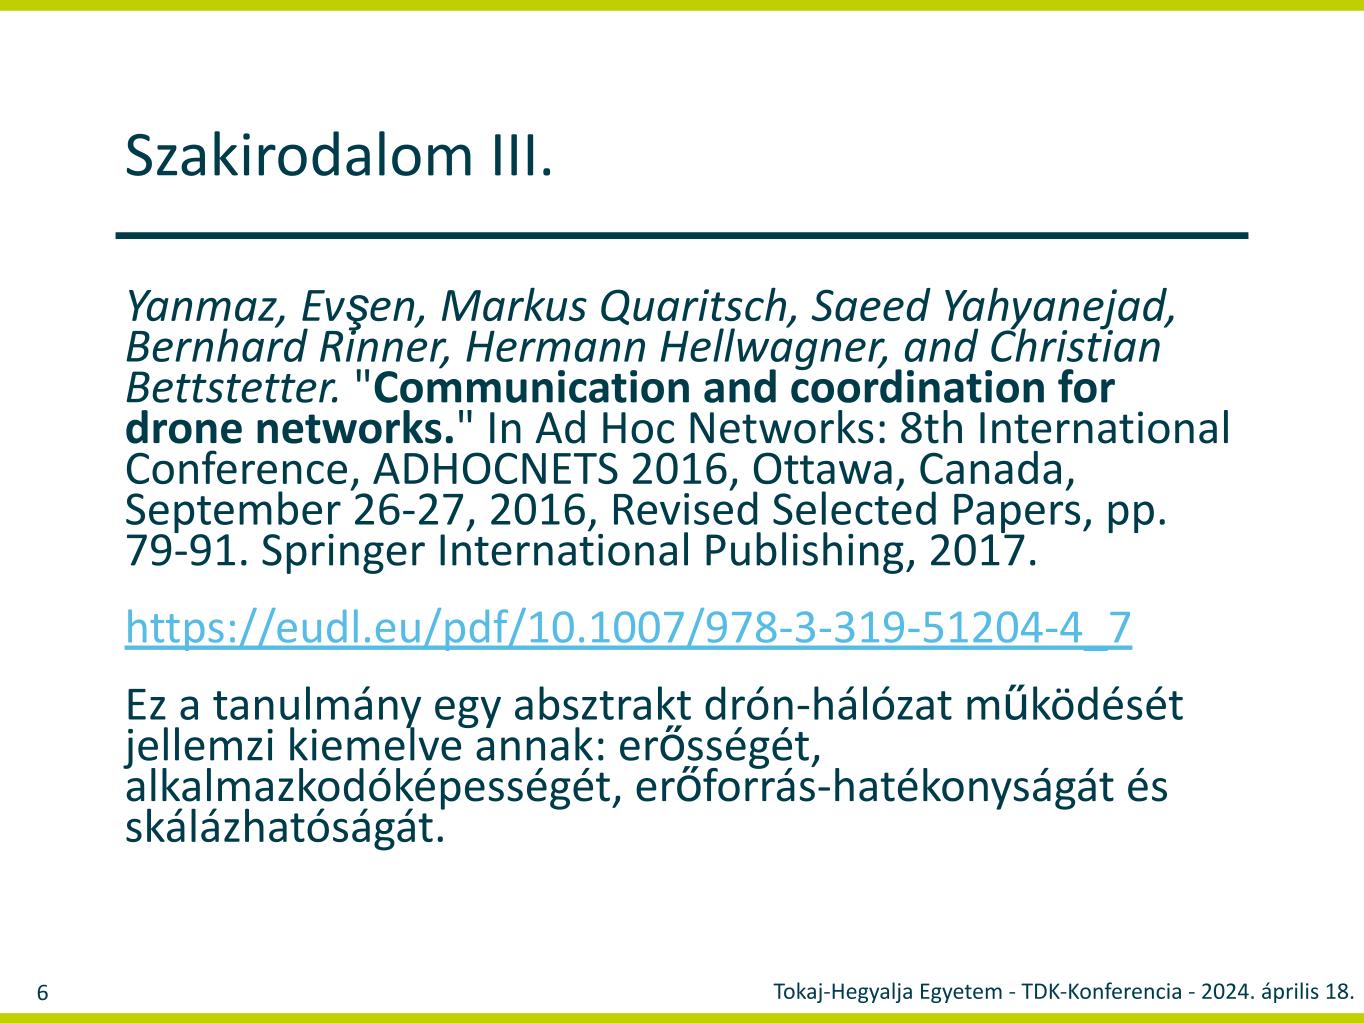 Szakirodalom III.
Yanmaz, Evşen, Markus Quaritsch, Saeed Yahyanejad,
Bernhard Rinner, Hermann Hellwagner, and Christian
Bettstetter. "Communication and coordination for
drone networks." In Ad Hoc Networks: 8th International
Conference, ADHOCNETS 2016, Ottawa, Canada,
September 26-27, 2016, Revised Selected Papers, pp.
79-91. Springer International Publishing, 2017.
https://eudl.eu/pdf/10.1007/978-3-319-51204-4_7
Ez a tanulmány egy absztrakt drón-hálózat működését
jellemzi kiemelve annak: erősségét,
alkalmazkodóképességét, erőforrás-hatékonyságát és
skálázhatóságát.
6
Tokaj-Hegyalja Egyetem - TDK-Konferencia - 2024. április 18.